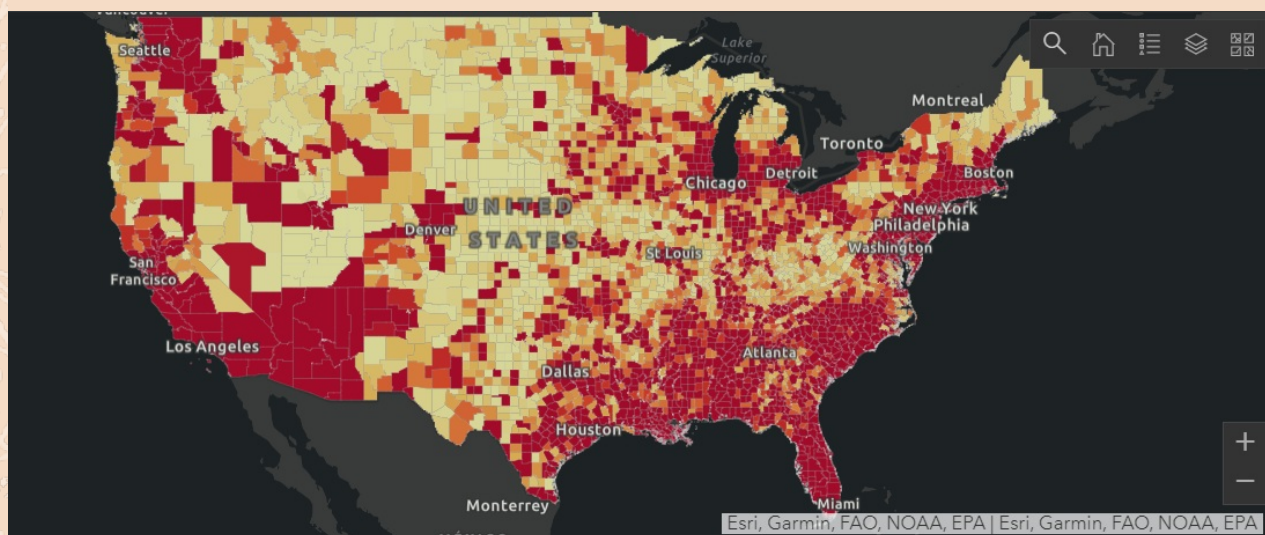 Vancouver
Seattle
Lake
Superior
Montreal
Toronto
Chicago
Detroit
Boston
UNITED
STATES
Denver
New York
Philadelphia
Washington
St Louis
San
Francisco
Los Angeles
Atlanta
Dallas
Houston
Monterrey
Miami
Esri, Garmin, FAO, NOAA, EPA | Esri, Garmin, FAO, NOAA, EPA